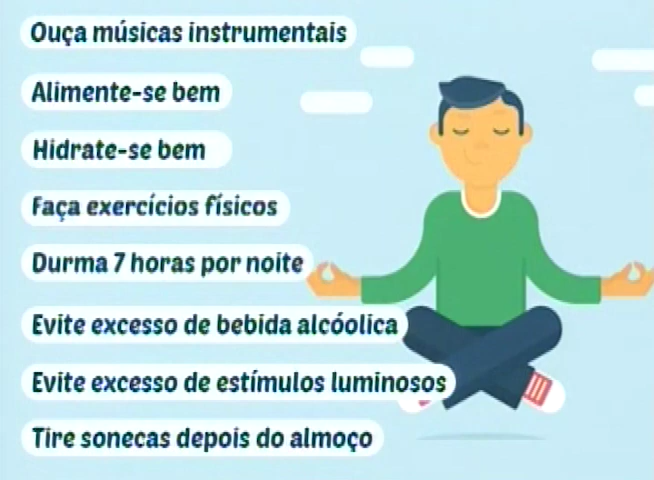 Ouça músicas instrumentais
Alimente-se bem
Hidrate-se bem
Faça exercícios físicos
Durma 7 horas por noite
Evite excesso de bebida alcóolica
Evite excesso de estímulos luminosos
Tire sonecas depois do almoço